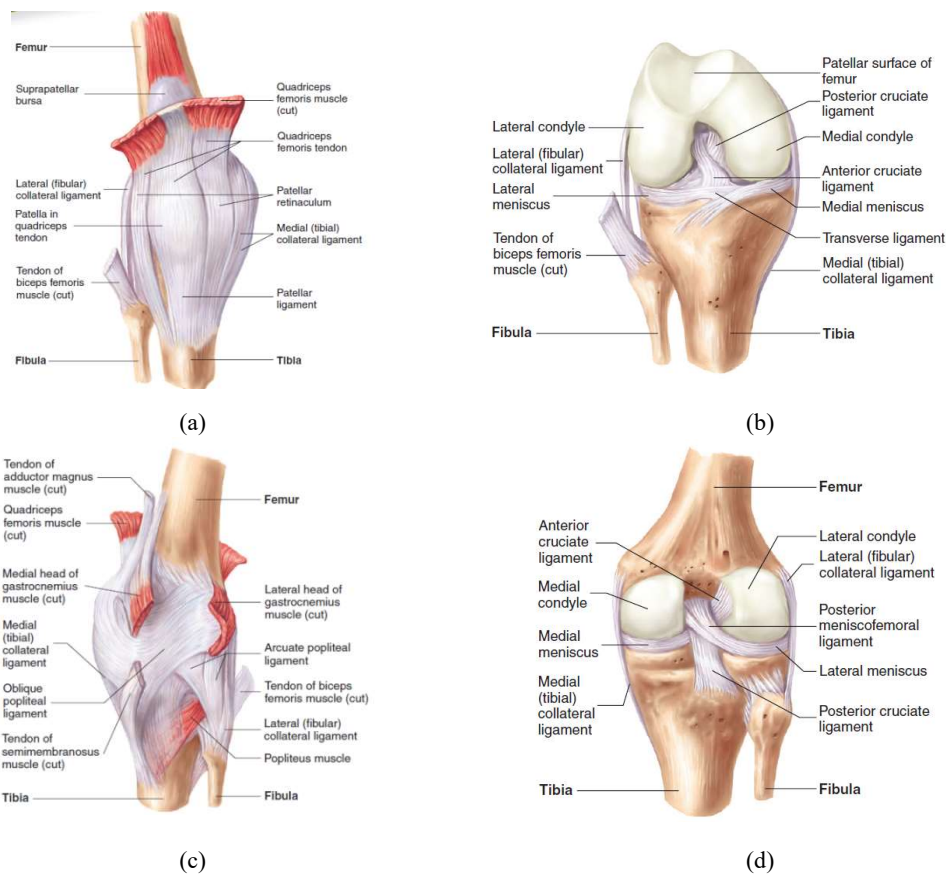 Femur
Suprapatellar
bursa
Lateral (fibular)
collateral ligament
Patella in
quadriceps
tendon
Tendon of
biceps femoris
muscle (cut)
Fibula
Quadriceps
femoris muscle
(cut)
Quadriceps
femoris tendon
Patellar
retinaculum
Medial (tibial)
collateral ligament
Patellar
ligament
Tibia
(a)
Lateral condyle
Lateral (fibular)
collateral ligament
Lateral
meniscus
Tendon of
biceps femoris
muscle (cut)
Fibula
Patellar surface of
femur
Posterior cruciate
ligament
Medial condyle
Anterior cruciate
ligament
Medial meniscus
Transverse ligament
Medial (tibial)
collateral ligament
Tibia
(b)
Tendon of
adductor magnus
muscle (cut)
Quadriceps
femoris muscle
(cut)
Medial head of
gastrocnemius
muscle (cut)
Medial
(tibial)
collateral
ligament
Oblique
popliteal
ligament
Tendon of
semimembranosus
muscle (cut)
Tibia
Femur
Lateral head of
gastrocnemius
muscle (cut)
Arcuate popliteal
ligament
Tendon of biceps
femoris muscle (cut)
Lateral (fibular)
collateral ligament
Popliteus muscle
Fibula
(c)
Anterior
cruciate
ligament
Medial
condyle
Medial
meniscus
Medial
(tibial)
collateral
ligament
Tibia
Femur
Lateral condyle
Lateral (fibular)
collateral ligament
Posterior
meniscofemoral
ligament
Lateral meniscus
Posterior cruciate
ligament
Fibula
(d)